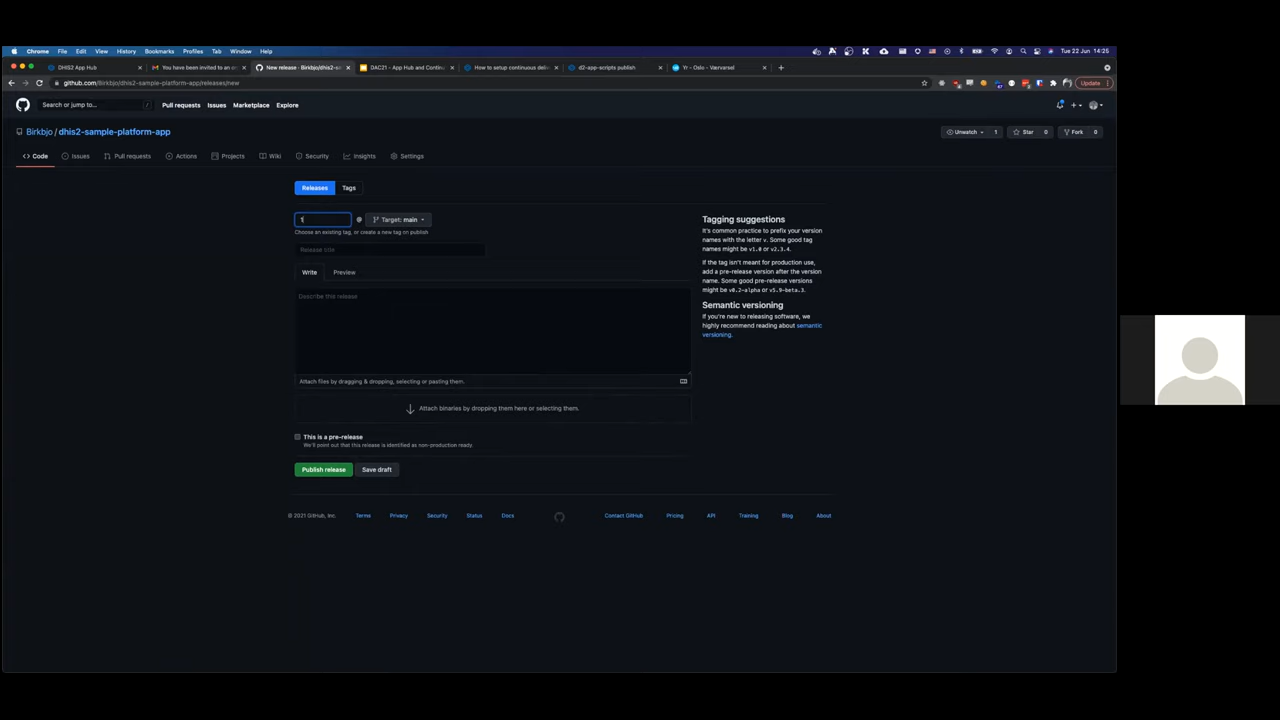 Chrome File Edit View History Bookmarks Profiles Tab Window Help Tue 22 Jun 14:25
DHIS2 App Hub You have been invited to an o New release · Birkbjo/dhis2-s DAC21 – App Hub and Continu How to setup continuous deli d2-app-scripts publish Yr – Oslo – Værvarsel
github.com/Birkbjo/dhis2-sample-platform-app/releases/new Update
Search or jump to... / Pull requests Issues Marketplace Explore
Birkbjo / dhis2-sample-platform-app Unwatch 1 Star 0 Fork 0
Code Issues Pull requests Actions Projects Wiki Security Insights Settings
Releases Tags
1 Target: main
Choose an existing tag, or create a new tag on publish
Release title
Write Preview
Describe this release
Attach files by dragging & dropping, selecting or pasting them.
Attach binaries by dropping them here or selecting them.
This is a pre-release
We'll point out that this release is identified as non-production ready.
Publish release Save draft
Tagging suggestions
It's common practice to prefix your version
names with the letter v. Some good tag
names might be v1.0 or v2.3.4.
If the tag isn't meant for production use,
add a pre-release version after the version
name. Some good pre-release versions
might be v0.2-alpha or v5.9-beta.3.
Semantic versioning
If you're new to releasing software, we
highly recommend reading about semantic
versioning.
© 2021 GitHub, Inc. Terms Privacy Security Status Docs Contact GitHub Pricing API Training Blog About